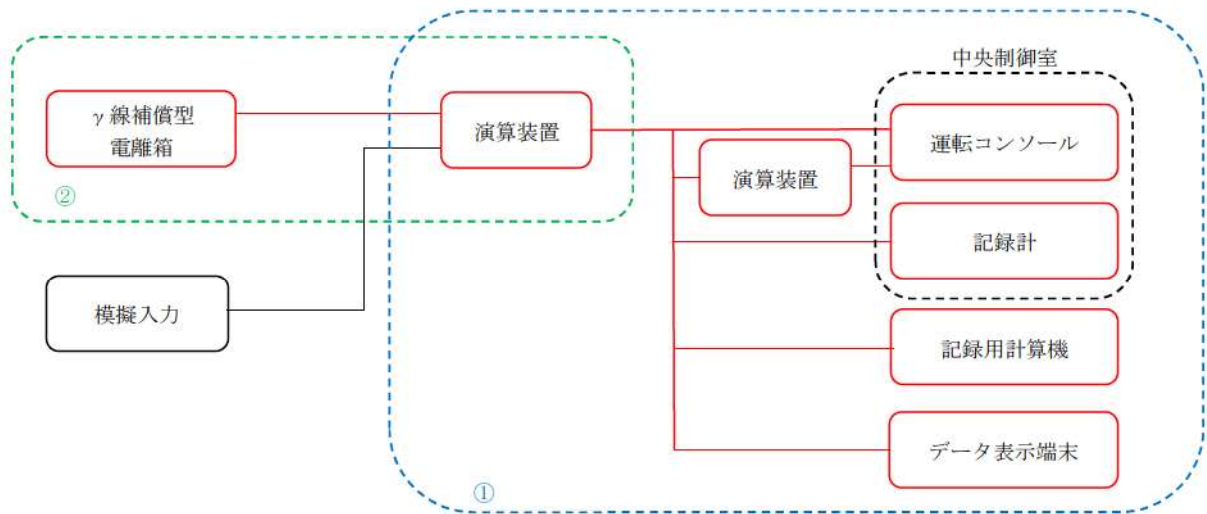 中央制御室
γ線補償型
電離箱
演算装置
運転コンソール
演算装置
②
記録計
模擬入力
記録用計算機
データ表示端末
①